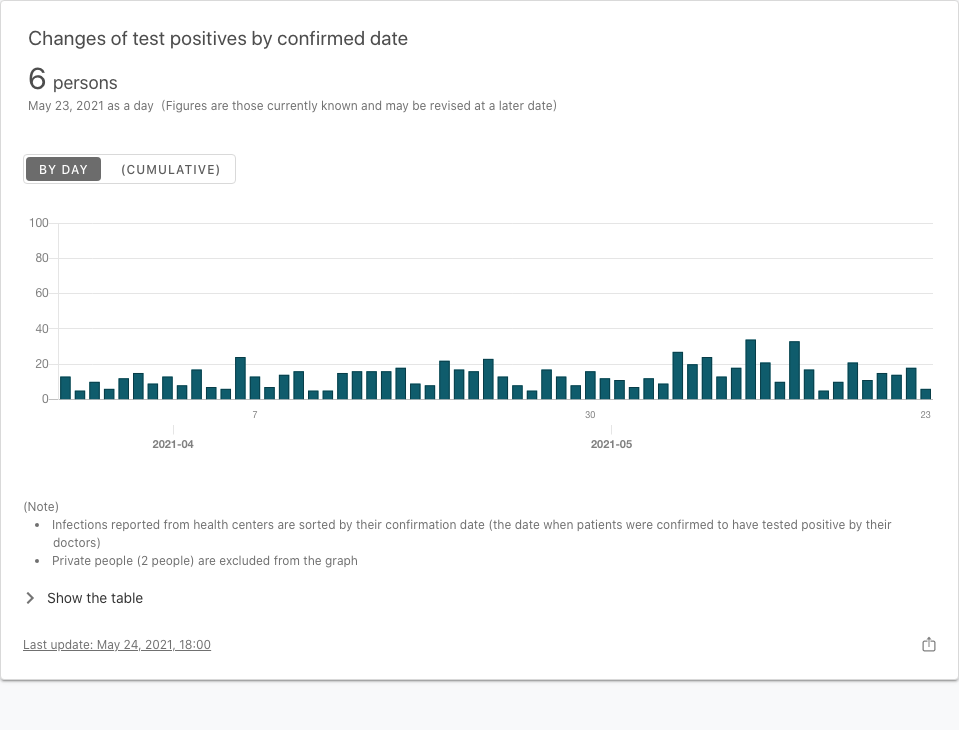 Changes of test positives by confirmed date
6 persons
May 23, 2021 as a day (Figures are those currently known and may be revised at a later date)
BY DAY (CUMULATIVE)
100
80
60
40
20
0
7 30 23
2021-04 2021-05
(Note)
• Infections reported from health centers are sorted by their confirmation date (the date when patients were confirmed to have tested positive by their
doctors)
• Private people (2 people) are excluded from the graph
Show the table
Last update: May 24, 2021, 18:00